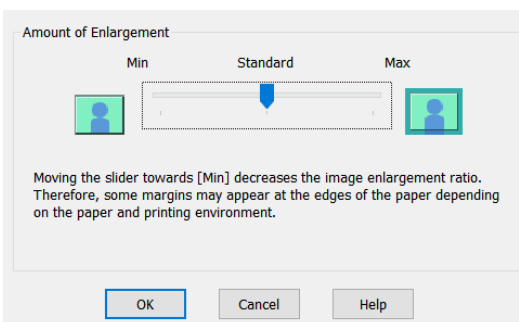 Amount of Enlargement
Min Standard Max
Moving the slider towards [Min] decreases the image enlargement ratio.
Therefore, some margins may appear at the edges of the paper depending
on the paper and printing environment.
OK Cancel Help